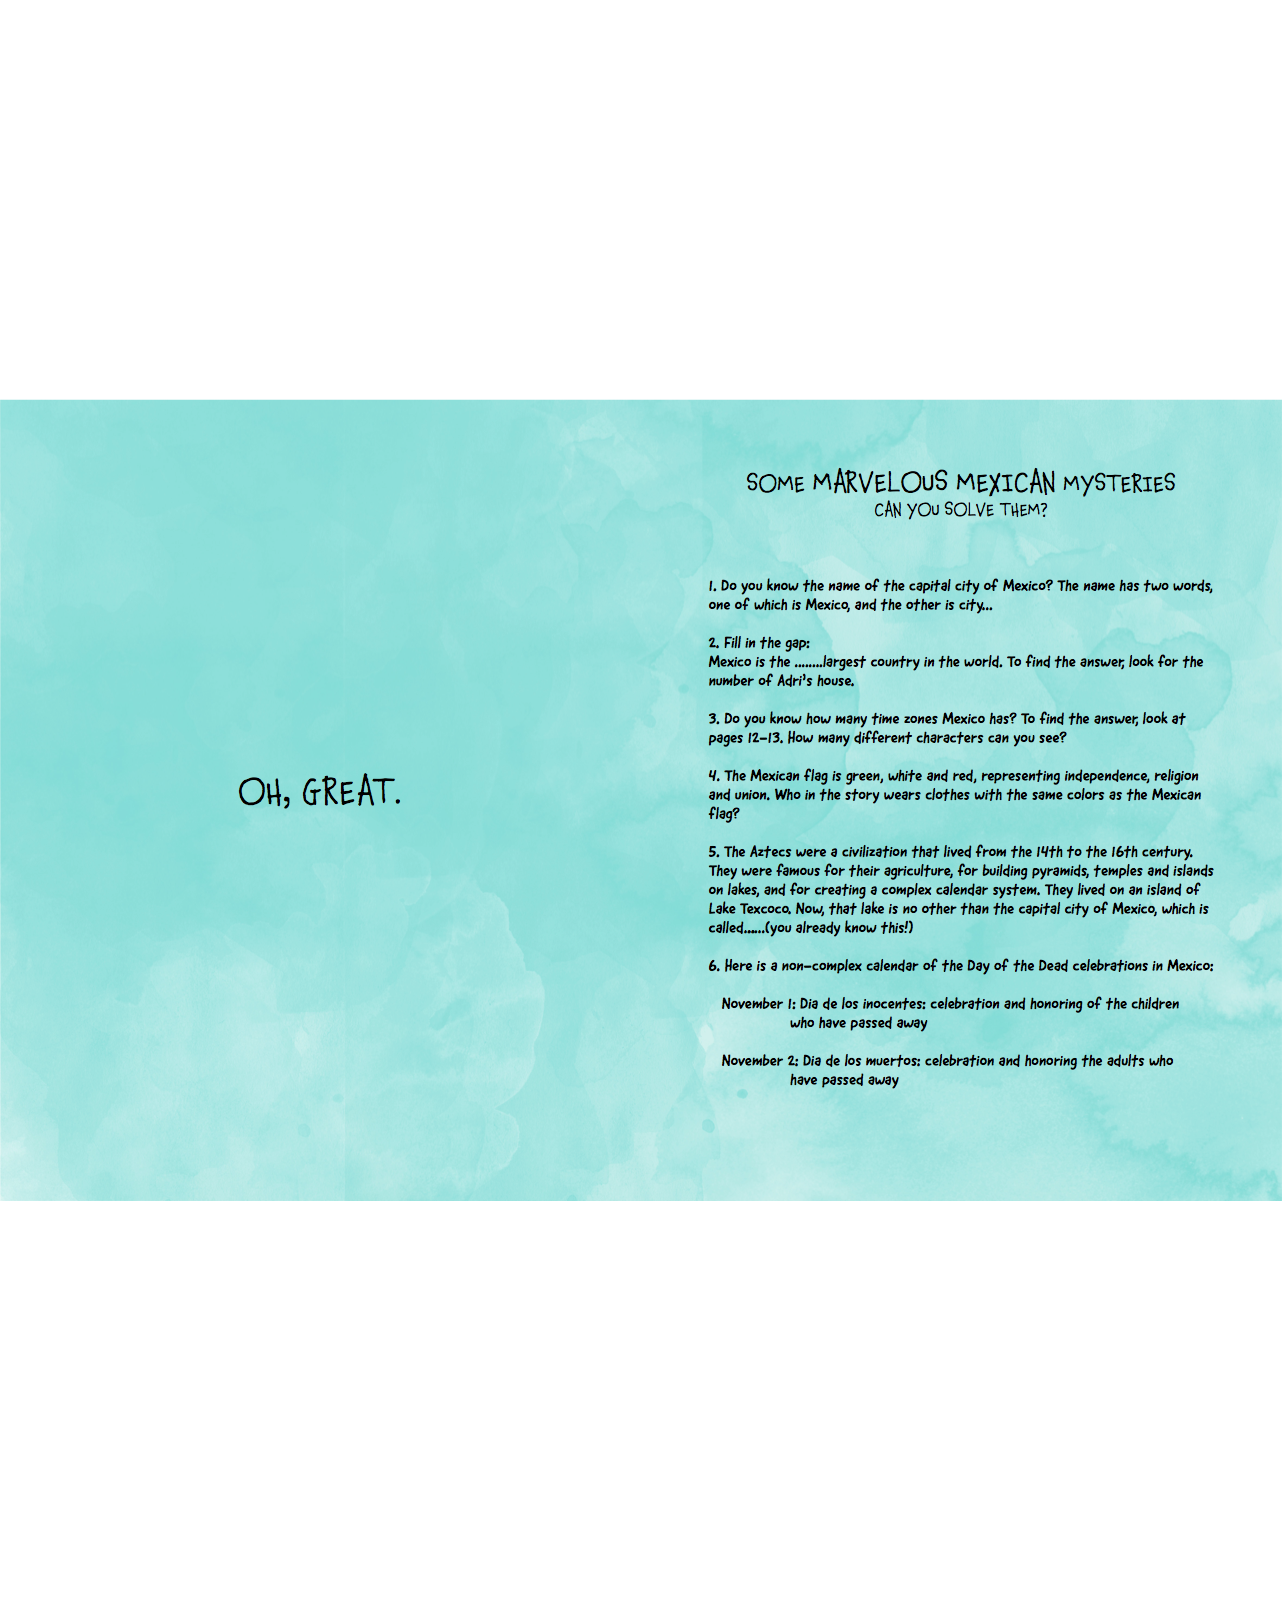 OH, GREAT.
SOME MARVELOUS MEXICAN MYSTERIES
CAN YOU SOLVE THEM?
1. Do you know the name of the capital city of Mexico? The name has two words,
one of which is Mexico, and the other is city...
2. Fill in the gap:
Mexico is the ........largest country in the world. To find the answer, look for the
number of Adri's house.
3. Do you know how many time zones Mexico has? To find the answer, look at
pages 12-13. How many different characters can you see?
4. The Mexican flag is green, white and red, representing independence, religion
and union. Who in the story wears clothes with the same colors as the Mexican
flag?
5. The Aztecs were a civilization that lived from the 14th to the 16th century.
They were famous for their agriculture, for building pyramids, temples and islands
on lakes, and for creating a complex calendar system. They lived on an island of
Lake Texcoco. Now, that lake is no other than the capital city of Mexico, which is
called......(you already know this!)
6. Here is a non-complex calendar of the Day of the Dead celebrations in Mexico:
November 1: Dia de los inocentes: celebration and honoring of the children
who have passed away
November 2: Dia de los muertos: celebration and honoring the adults who
have passed away